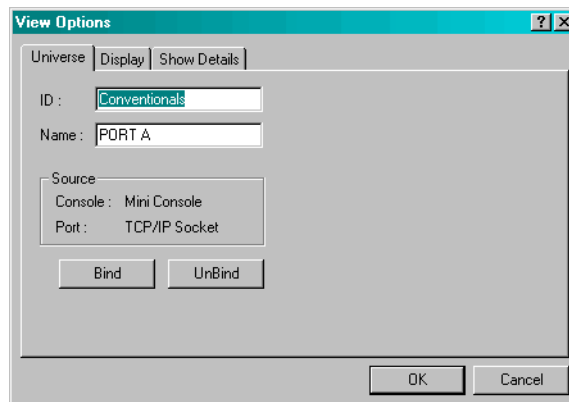 View Options
Universe Display Show Details
ID : Conventionals
Name : PORT A
Source
Console : Mini Console
Port : TCP/IP Socket
Bind UnBind
OK Cancel